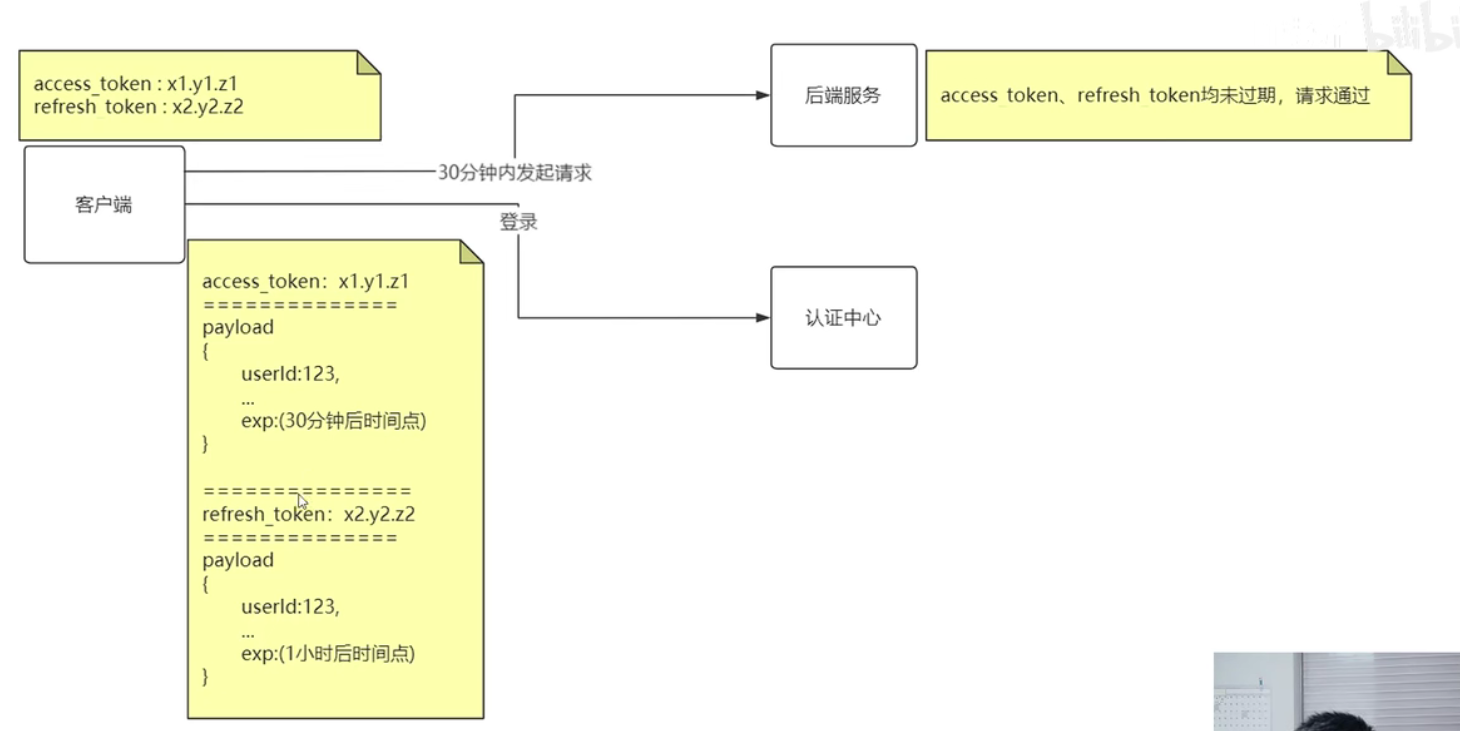 bilibi
access_token : x1.y1.z1
refresh_token : x2.y2.z2
后端服务
access_token、refresh_token均未过期，请求通过
30分钟内发起请求
客户端
登录
access_token：x1.y1.z1
==============
payload
{
userId:123,
...
exp:(30分钟后时间点)
}
===============
refresh_token：x2.y2.z2
==============
payload
{
userId:123,
...
exp:(1小时后时间点)
}
认证中心